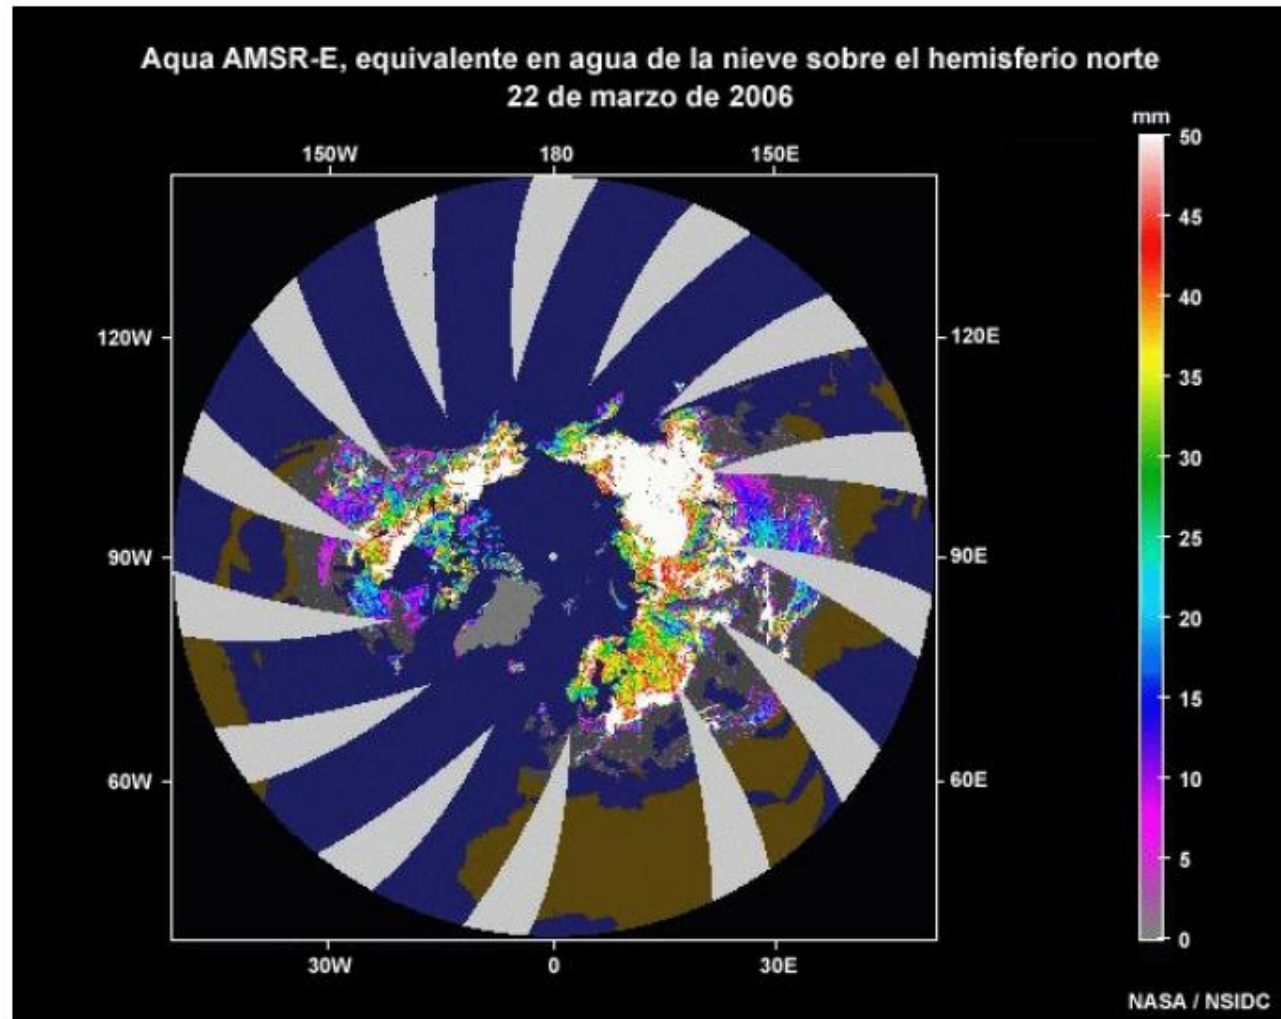 Aqua AMSR-E, equivalente en agua de la nieve sobre el hemisferio norte
22 de marzo de 2006
mm
150W 180 150E
50
45
40
120W 120E
35
30
25
90W 90E
20
15
10
60W 60E
5
0
30W 0 30E
NASA / NSIDC